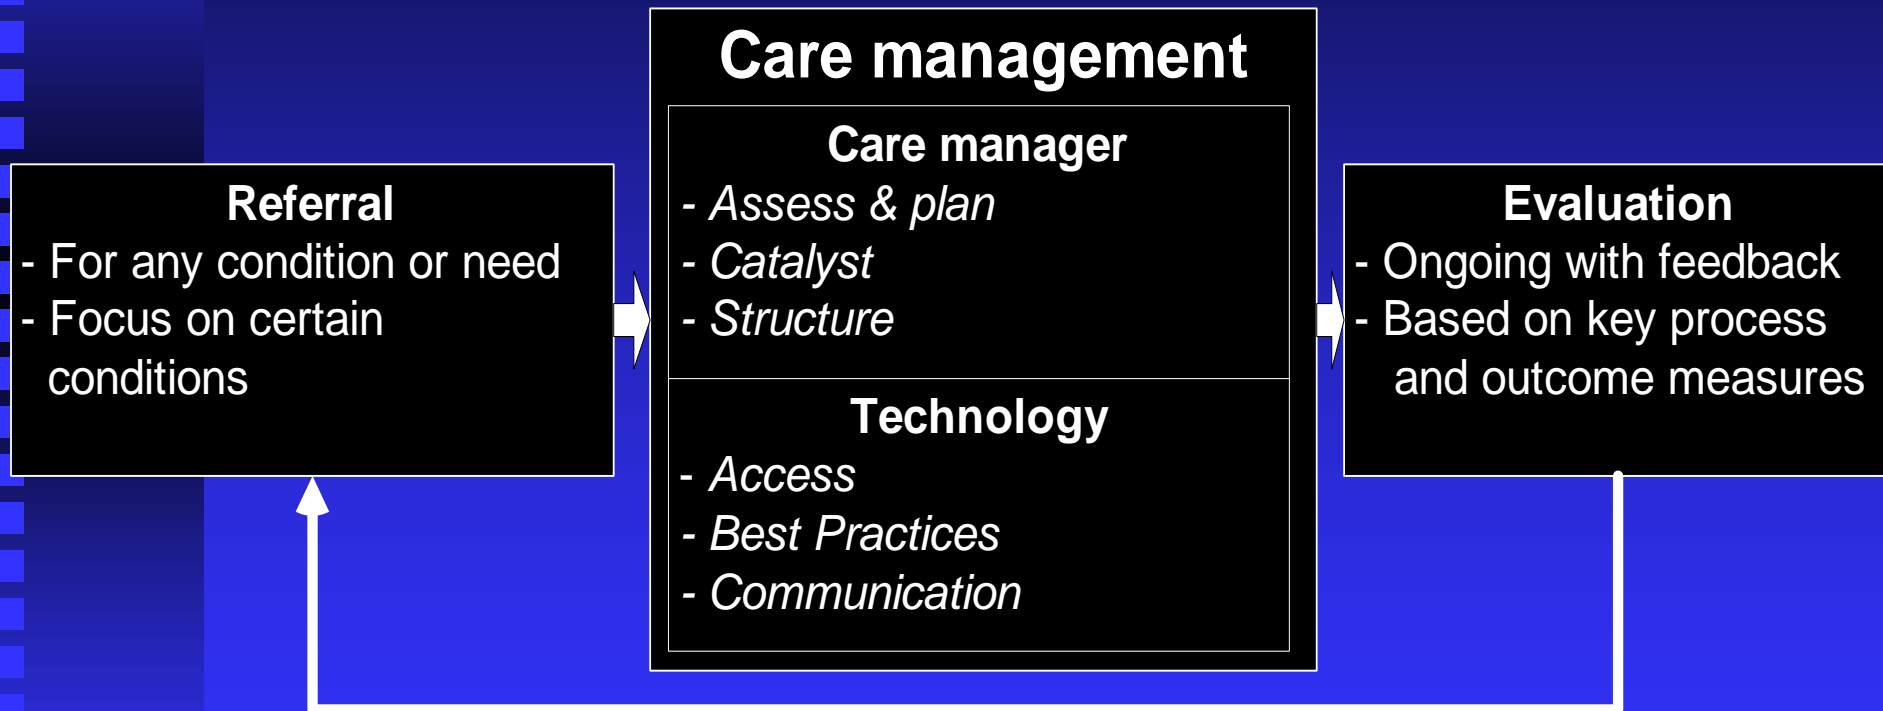 Referral
- For any condition or need
- Focus on certain
conditions
Care management
Care manager
- Assess & plan
- Catalyst
- Structure
Technology
- Access
- Best Practices
- Communication
Evaluation
- Ongoing with feedback
- Based on key process
and outcome measures